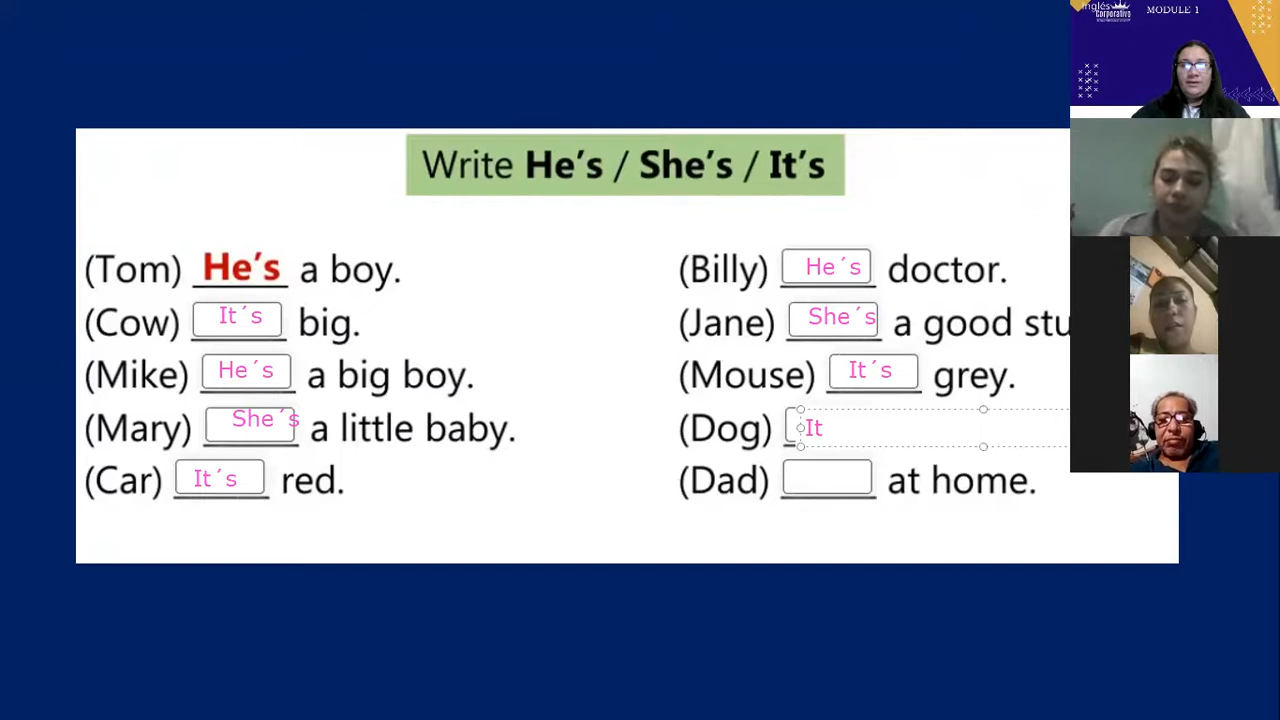 Inglés
Corporativo
MODULE 1
Write He's / She's / It's
(Tom) He's a boy.
(Cow) It´s big.
(Mike) He´s a big boy.
(Mary) She´s a little baby.
(Car) It´s red.
(Billy) He´s doctor.
(Jane) She´s a good stu
(Mouse) It´s grey.
(Dog) It
(Dad) at home.